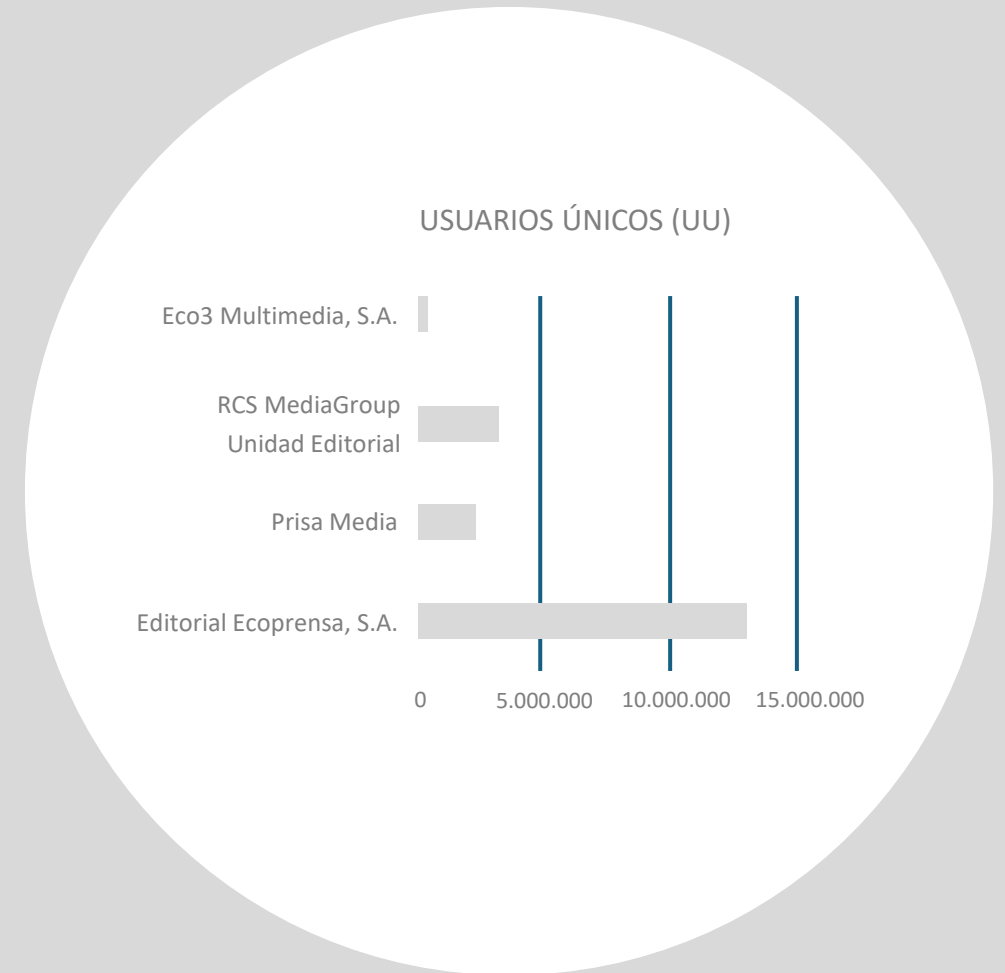 USUARIOS ÚNICOS (UU)
Eco3 Multimedia, S.A.
RCS MediaGroup
Unidad Editorial
Prisa Media
Editorial Ecoprensa, S.A.
0 5.000.000 10.000.000 15.000.000